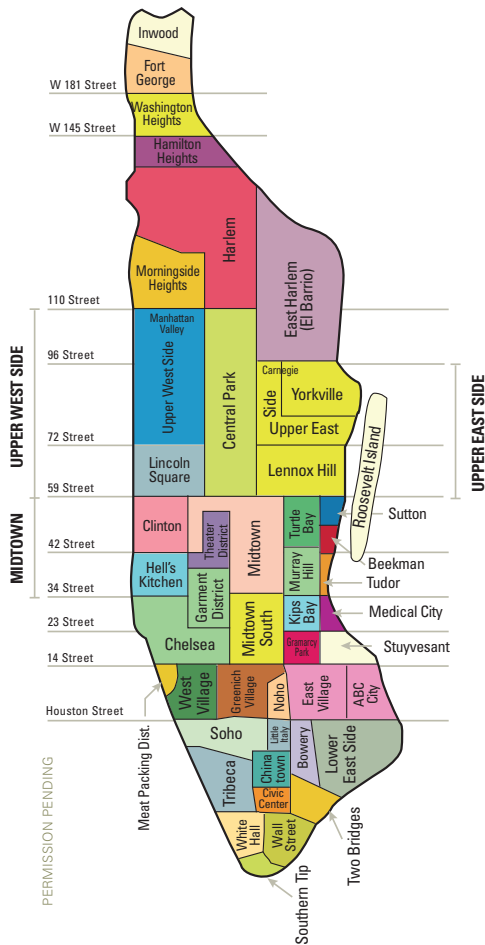 Inwood
Fort
George
W 181 Street
Washington
Heights
W 145 Street
Hamilton
Heights
Harlem
East Harlem
(El Barrio)
Morningside
Heights
110 Street
Manhattan
Valley
Upper West Side
Central Park
UPPER WEST SIDE
96 Street
Carnegie
Side
Yorkville
Upper East
UPPER EAST SIDE
72 Street
Lincoln
Square
Lennox Hill
Roosevelt Island
59 Street
MIDTOWN
Clinton
Theater
District
Midtown
Turtle
Bay
Sutton
42 Street
Beekman
Hell's
Kitchen
Garment
District
Murray
Hill
Tudor
34 Street
Midtown
South
Kips
Bay
Medical City
23 Street
Chelsea
Gramarcy
Park
Stuyvesant
14 Street
West
Village
Greenich
Village
Noho
East
Village
ABC
City
Houston Street
Meat Packing Dist.
Soho
Little
Italy
Bowery
Lower
East Side
Tribeca
China
town
Civic
Center
White
Hall
Wall
Street
Two Bridges
Southern Tip
PERMISSION PENDING